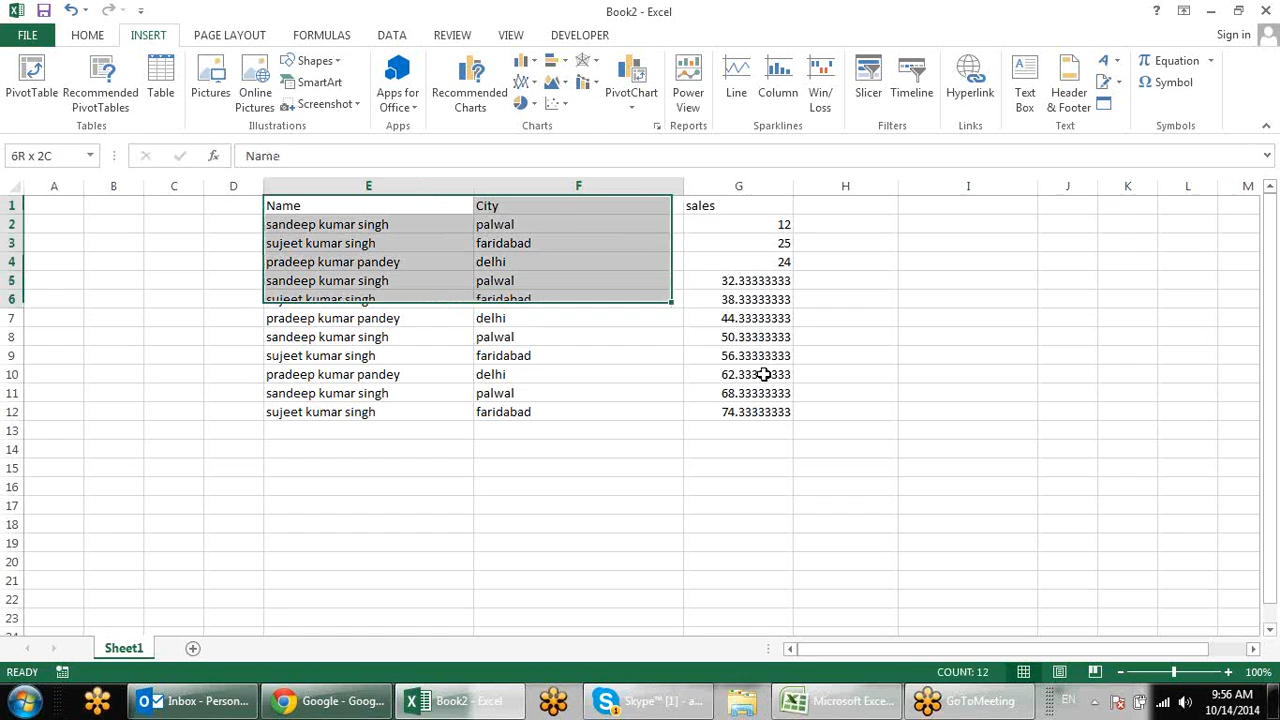 Book2 - Excel
FILE HOME INSERT PAGE LAYOUT FORMULAS DATA REVIEW VIEW DEVELOPER Sign in
PivotTable
Recommended PivotTables
Table
Tables
Pictures
Online Pictures
Shapes
SmartArt
Screenshot
Illustrations
Apps for Office
Apps
Recommended Charts
PivotChart
Charts
Power View
Reports
Line
Column
Win/ Loss
Sparklines
Slicer
Timeline
Filters
Hyperlink
Links
Text Box
Header & Footer
Text
Equation
Symbol
Symbols
6R x 2C Name
A B C D E F G H I J K L M
1 Name City sales
2 sandeep kumar singh palwal 12
3 sujeet kumar singh faridabad 25
4 pradeep kumar pandey delhi 24
5 sandeep kumar singh palwal 32.33333333
6 sujeet kumar singh faridabad 38.33333333
7 pradeep kumar pandey delhi 44.33333333
8 sandeep kumar singh palwal 50.33333333
9 sujeet kumar singh faridabad 56.33333333
10 pradeep kumar pandey delhi 62.33333333
11 sandeep kumar singh palwal 68.33333333
12 sujeet kumar singh faridabad 74.33333333
13
14
15
16
17
18
19
20
21
22
23
Sheet1
READY COUNT: 12 100%
Inbox - Person... Google - Goog... Book2 - Excel Skype™ [1] - a... Microsoft Exce... GoToMeeting EN 9:56 AM
10/14/2014